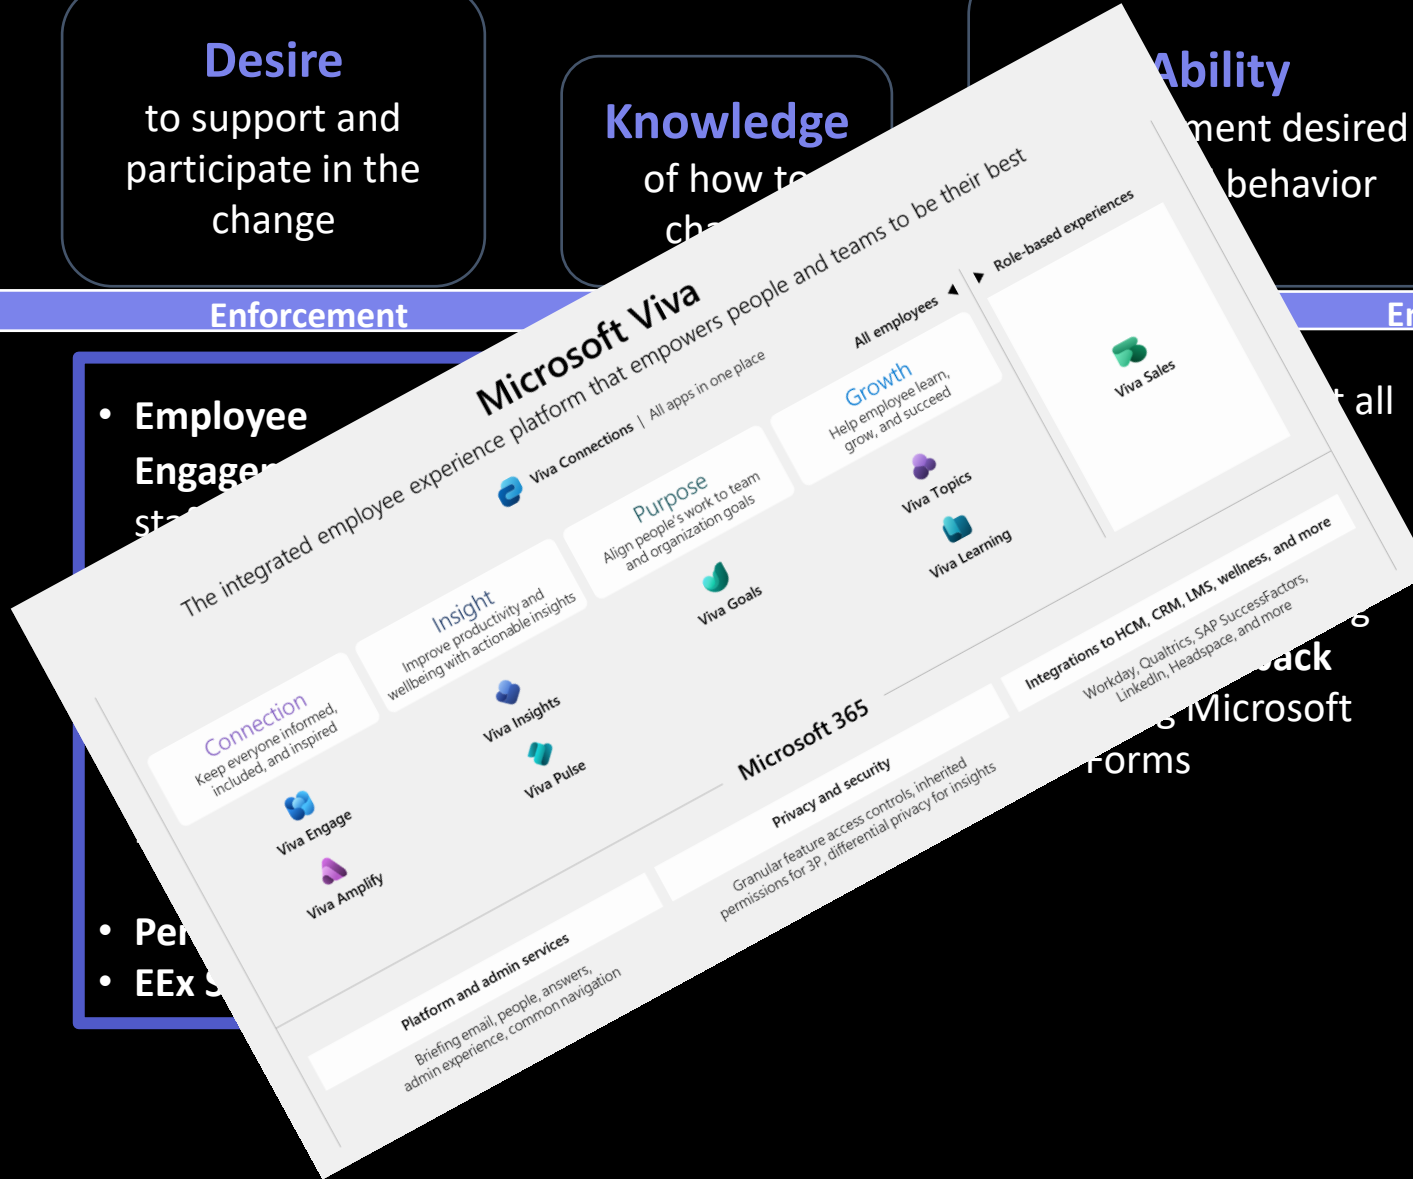 Desire
to support and
participate in the
change
Knowledge
of how to
Ability
desired
behavior
Enforcement
• Employee
all
Microsoft
Forms
• EEx
Microsoft Viva
The integrated employee experience platform that empowers people and teams to be their best
Viva Connections | All apps in one place
All employees ◀
▶ Role-based experiences
Connection
Keep everyone informed,
included, and inspired
Viva Engage
Viva Amplify
Insight
Improve productivity and
wellbeing with actionable insights
Viva Insights
Viva Pulse
Purpose
Align people's work to team
and organization goals
Viva Goals
Growth
Help employee learn,
grow, and succeed
Viva Topics
Viva Learning
Viva Sales
Microsoft 365
Platform and admin services
Briefing email, people, answers,
admin experience, common navigation
Privacy and security
Granular feature access controls, inherited
permissions for 3P, differential privacy for insights
Integrations to HCM, CRM, LMS, wellness, and more
Workday, Qualtrics, SAP SuccessFactors,
LinkedIn, Headspace, and more